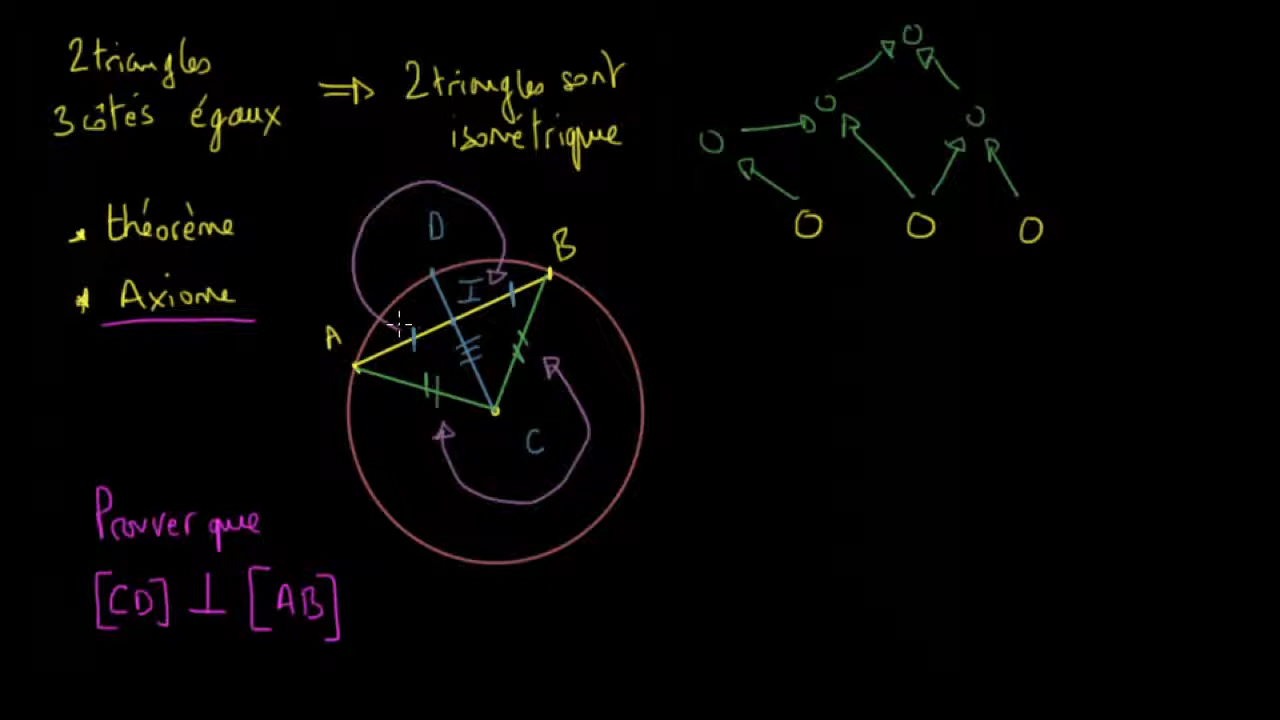 2 triangles
3 côtés égaux
⇒ 2 triangles sont
isométrique
• théorème
• Axiome
D
B
I
A
C
Prouver que
[CD] ⊥ [AB]
O
O
O
O
O O O